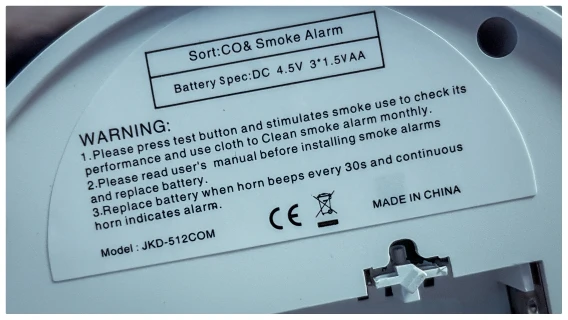 Sort:CO& Smoke Alarm
Battery Spec:DC 4.5V 3*1.5VAA
WARNING:
1.Please press test button and stimulates smoke use to check its
performance and use cloth to Clean smoke alarm monthly.
2.Please read user's manual before installing smoke alarms
and replace battery.
3.Replace battery when horn beeps every 30s and continuous
horn indicates alarm.
CE
MADE IN CHINA
Model : JKD-512COM